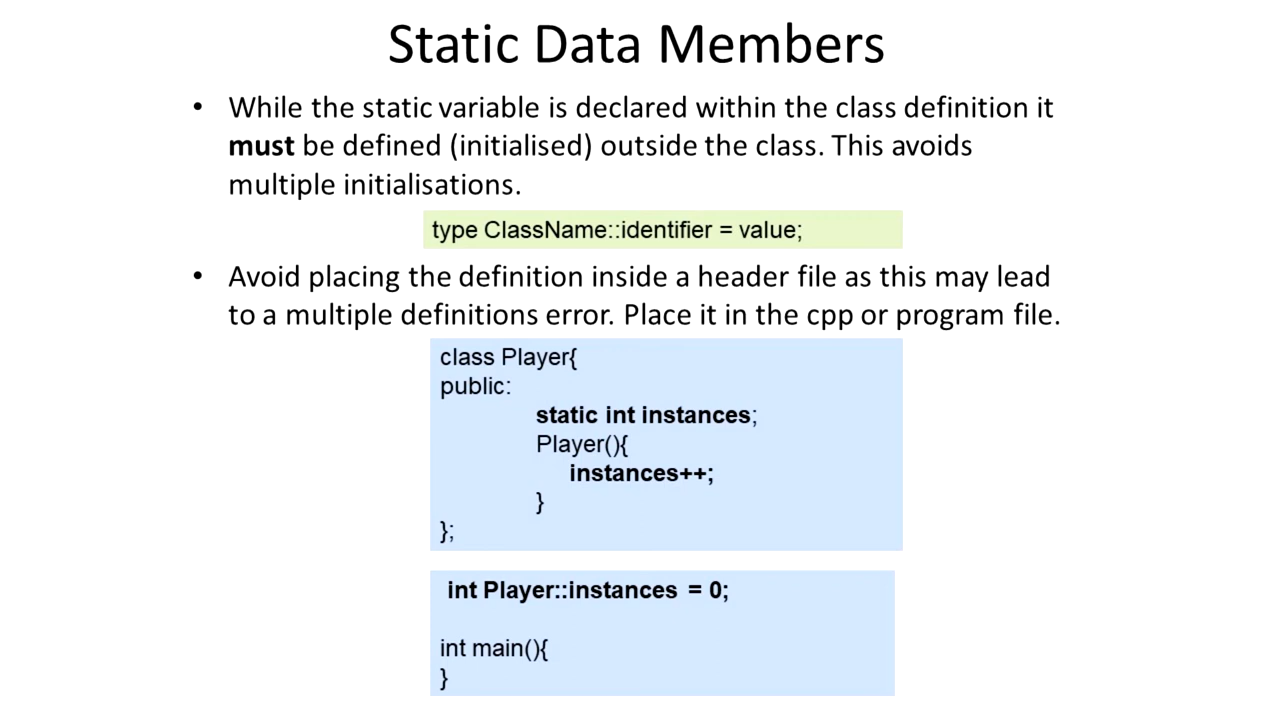 Static Data Members
• While the static variable is declared within the class definition it
must be defined (initialised) outside the class. This avoids
multiple initialisations.
type ClassName::identifier = value;
• Avoid placing the definition inside a header file as this may lead
to a multiple definitions error. Place it in the cpp or program file.
class Player{
public:
static int instances;
Player(){
instances++;
}
};
int Player::instances = 0;
int main(){
}